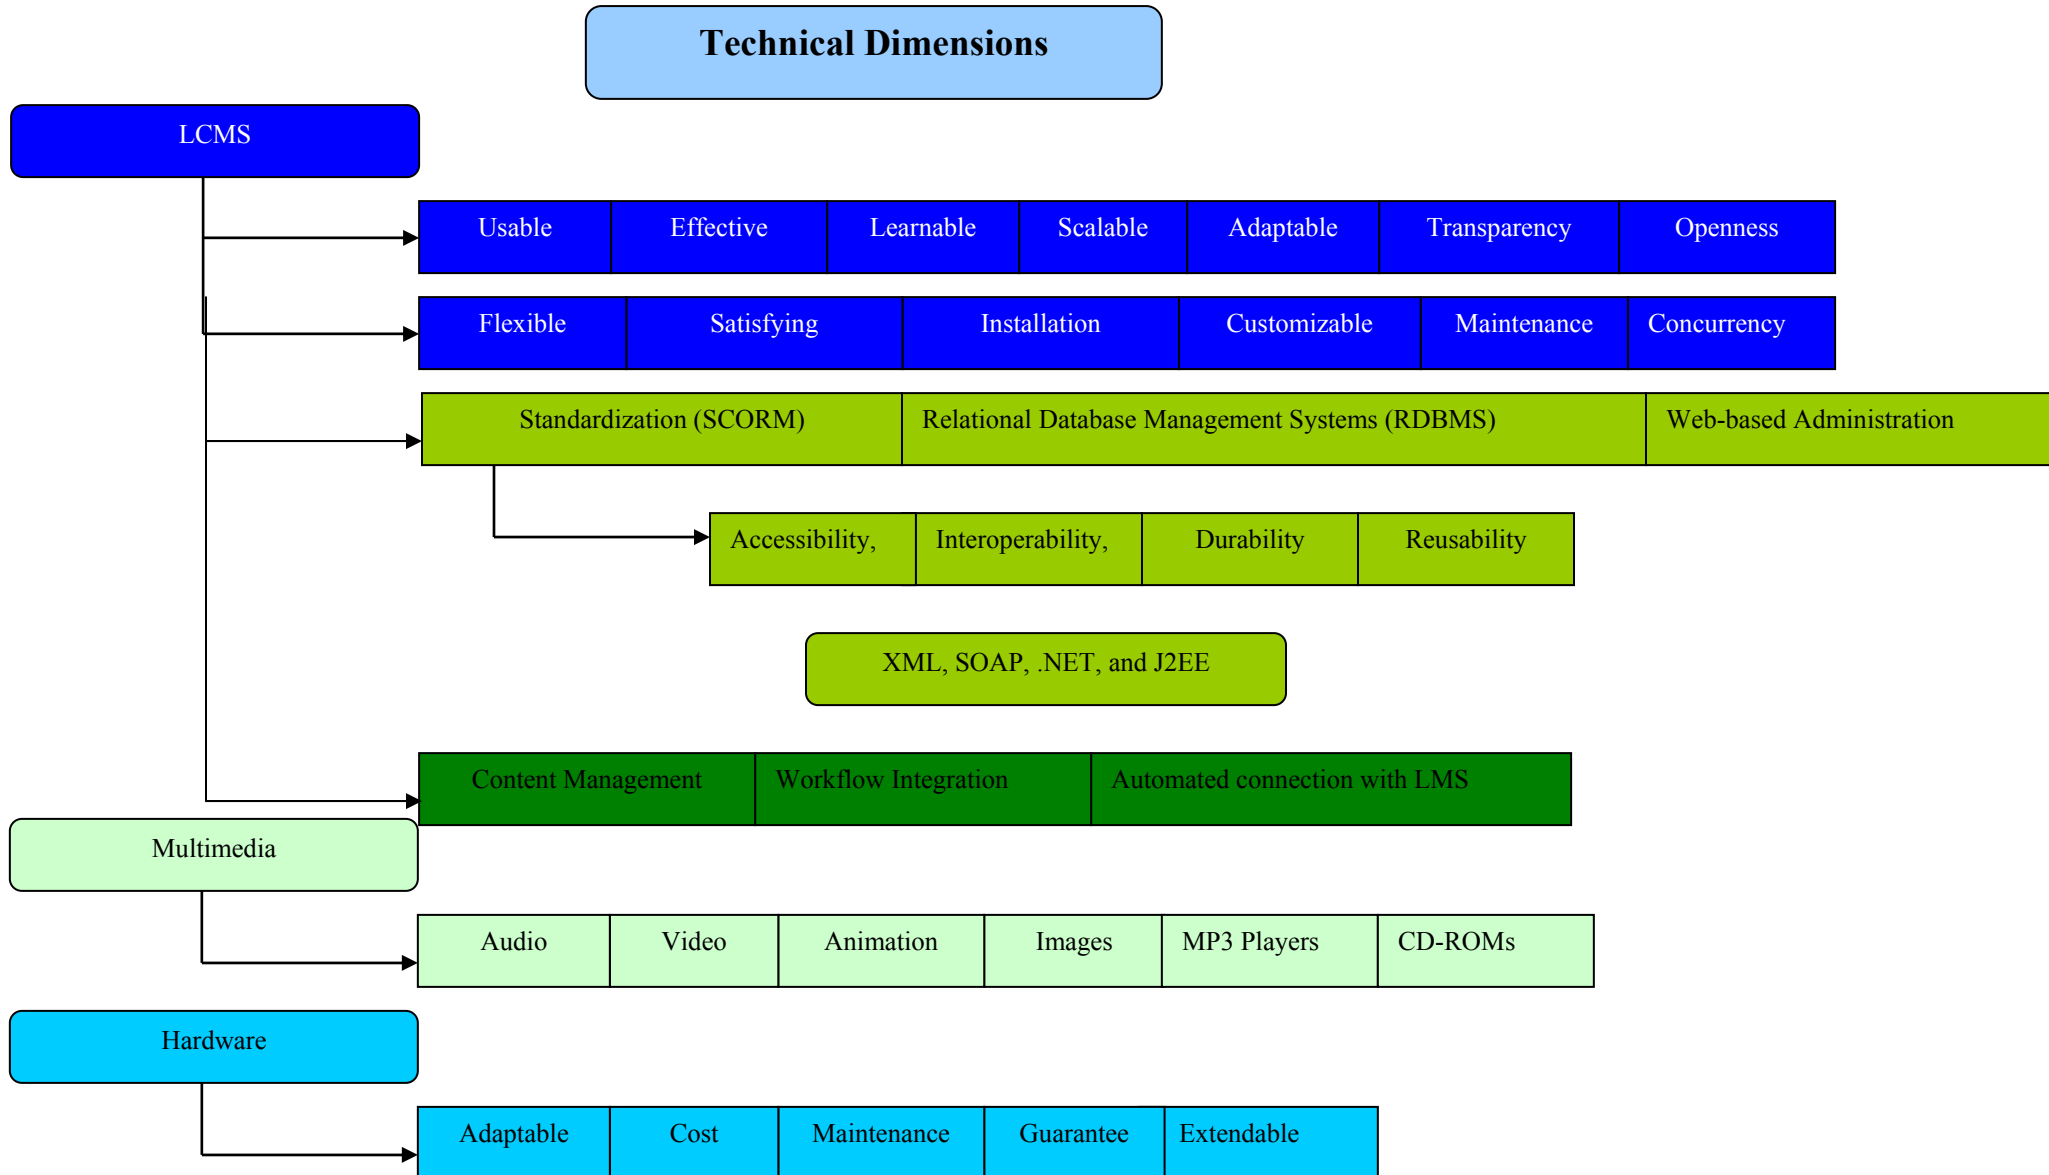 Technical Dimensions
LCMS
Usable Effective Learnable Scalable Adaptable Transparency Openness
Flexible Satisfying Installation Customizable Maintenance Concurrency
Standardization (SCORM) Relational Database Management Systems (RDBMS) Web-based Administration
Accessibility, Interoperability, Durability Reusability
XML, SOAP, .NET, and J2EE
Content Management Workflow Integration Automated connection with LMS
Multimedia
Audio Video Animation Images MP3 Players CD-ROMs
Hardware
Adaptable Cost Maintenance Guarantee Extendable